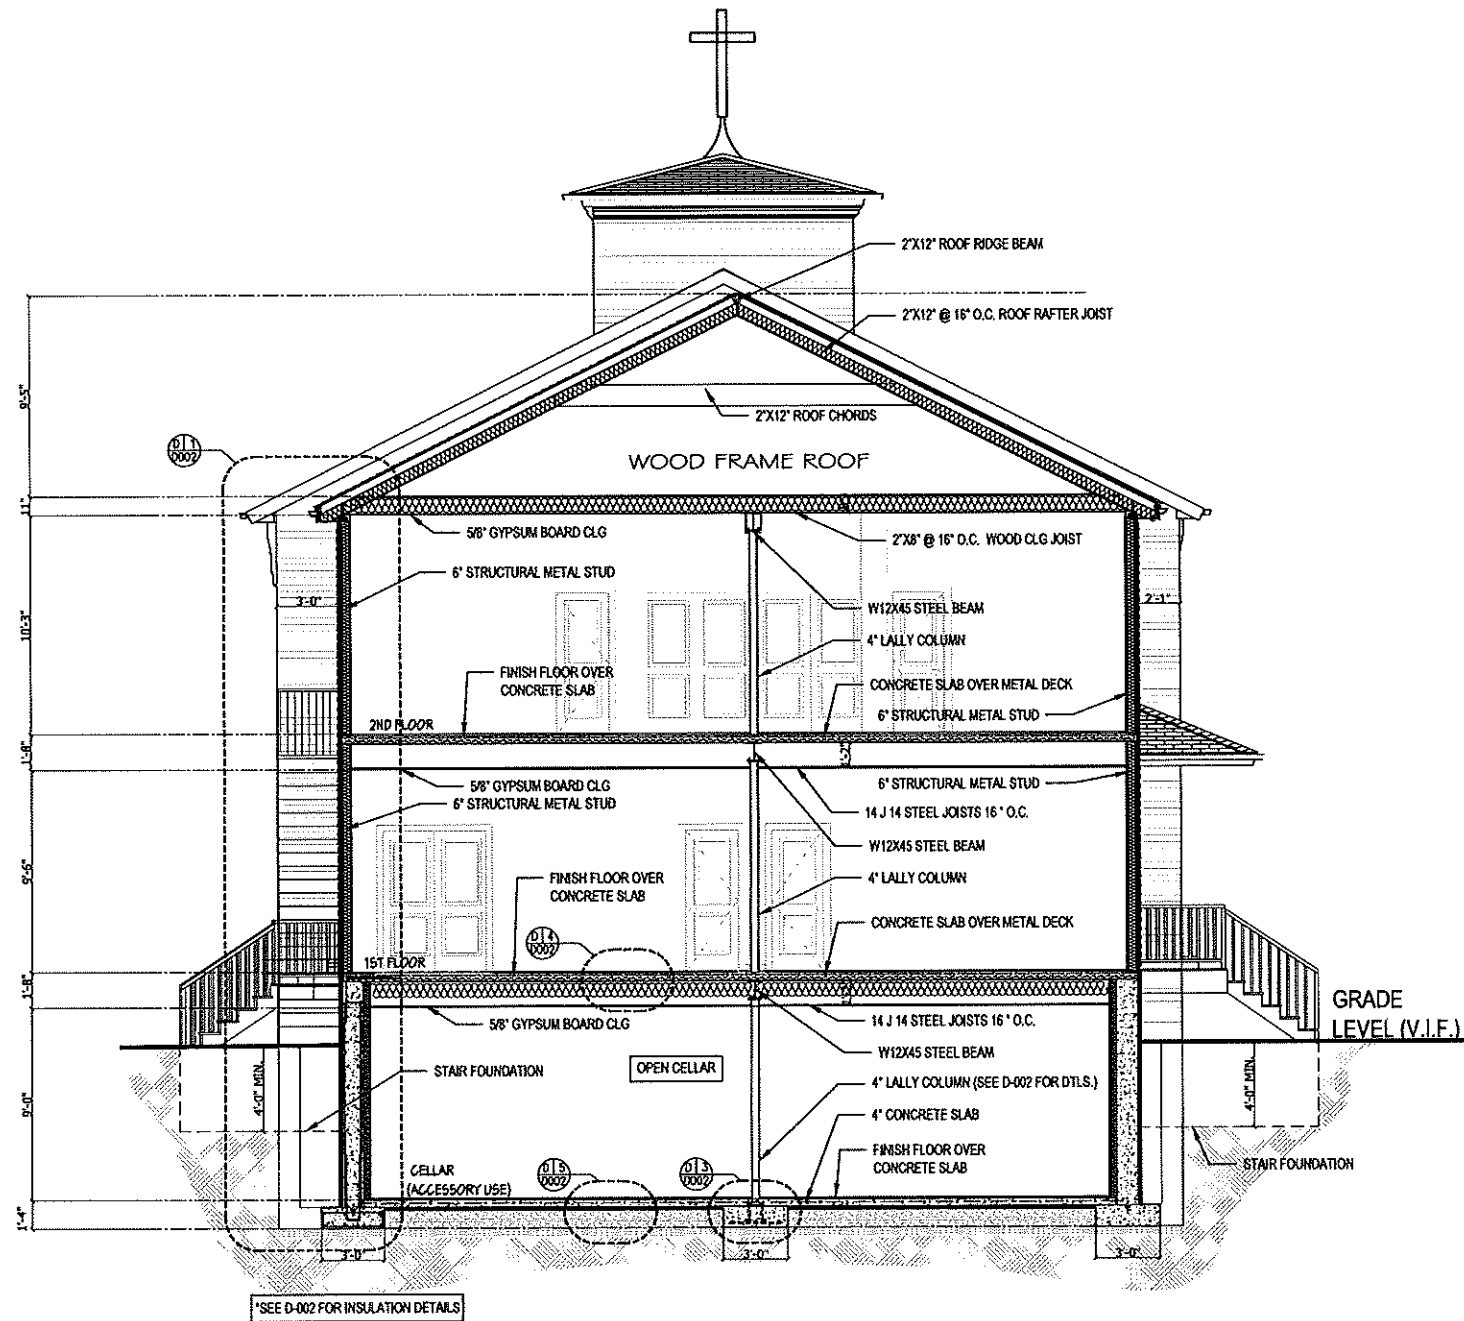 2"X12" ROOF RIDGE BEAM
2"X12" @ 16" O.C. ROOF RAFTER JOIST
9'-5"
2"X12" ROOF CHORDS
D|1
D002
WOOD FRAME ROOF
11"
5/8" GYPSUM BOARD CLG
2"X8" @ 16" O.C. WOOD CLG JOIST
6" STRUCTURAL METAL STUD
3'-0"
W12X45 STEEL BEAM
2'-1"
10'-3"
4" LALLY COLUMN
FINISH FLOOR OVER
CONCRETE SLAB
CONCRETE SLAB OVER METAL DECK
6" STRUCTURAL METAL STUD
2ND FLOOR
1'-8"
5/8" GYPSUM BOARD CLG
6" STRUCTURAL METAL STUD
6" STRUCTURAL METAL STUD
14 J 14 STEEL JOISTS 16 " O.C.
W12X45 STEEL BEAM
9'-6"
FINISH FLOOR OVER
CONCRETE SLAB
4" LALLY COLUMN
CONCRETE SLAB OVER METAL DECK
D|4
D002
1ST FLOOR
1'-8"
5/8" GYPSUM BOARD CLG
14 J 14 STEEL JOISTS 16 " O.C.
GRADE
LEVEL (V.I.F.)
W12X45 STEEL BEAM
STAIR FOUNDATION
OPEN CELLAR
4" LALLY COLUMN (SEE D-002 FOR DTLS.)
4'-0" MIN.
4'-0" MIN.
9'-0"
4" CONCRETE SLAB
FINISH FLOOR OVER
CONCRETE SLAB
STAIR FOUNDATION
CELLAR
(ACCESSORY USE)
D|5
D002
D|3
D002
1'-4"
3'-0"
3'-0"
3'-0"
*SEE D-002 FOR INSULATION DETAILS